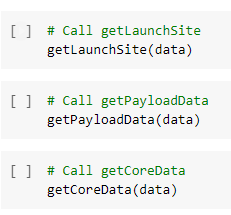 [ ] # Call getLaunchSite
getLaunchSite(data)
[ ] # Call getPayloadData
getPayloadData(data)
[ ] # Call getCoreData
getCoreData(data)